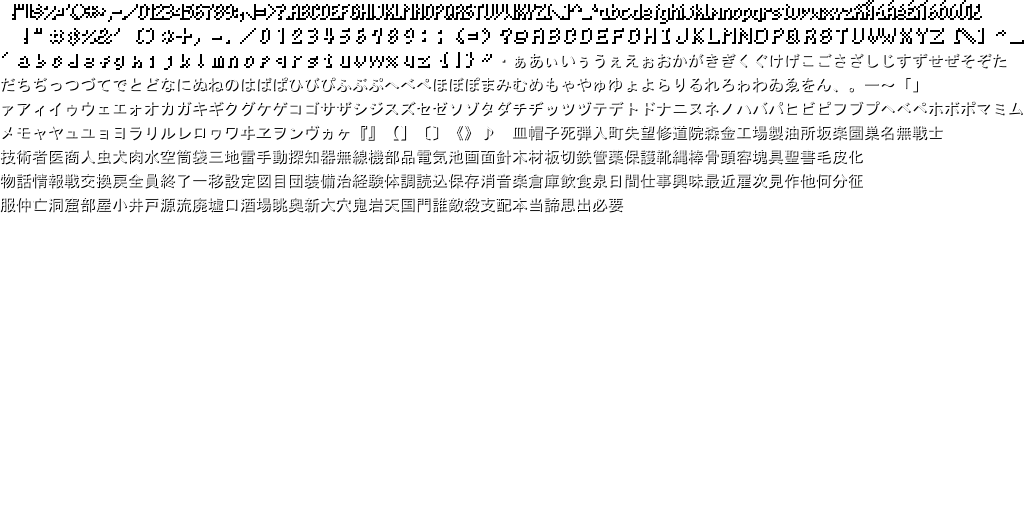 !"#$%&'()*+,-./0123456789:;<=>?ABCDEFGHIJKLMNOPQRSTUVWXYZ[\]^_`abcdefghijklmnopqrstuvwxyz
!"#$%&'()*+,-./0123456789:;(=)?@ABCDEFGHIJKLMNOPQRSTUVWXYZ[\]^_
`abcdefghijklmnopqrstuvwxyz{|}~・ぁあぃいぅうぇえぉおかがきぎくぐけげこごさざしじすずせぜそぞた
だちぢっつづてでとどなにぬねのはばぱひびぴふぶぷへべぺほぼぽまみむめもゃやゅゆょよらりるれろゎわゐゑをん、。ー〜「」
ァアィイゥウェエォオカガキギクグケゲコゴサザシジスズセゼソゾタダチヂッツヅテデトドナニヌネノハバパヒビピフブプヘベペホボポマミム
メモャヤュユョヨラリルレロヮワヰヱヲンヴヵヶ『』【】〔〕《》♪　皿帽子死弾入町失望修道院森金工場製油所坂楽園巣名無戦士
技術者医商人虫犬肉水空筒袋三地雷手動探知器無線機部品電気池画面針木材板切鉄管薬保護靴縄棒骨頭容塊具聖書毛皮化
物話情報戦交換戻全員終了一移設定図目団装備治経験体調読込保存消音楽倉庫飲食泉日間仕事興味最近雇次見作他何分征
服仲亡洞窟部屋小井戸源流廃墟口酒場眺奥新大穴鬼岩天国門誰敵殺支配本当諦思出必要